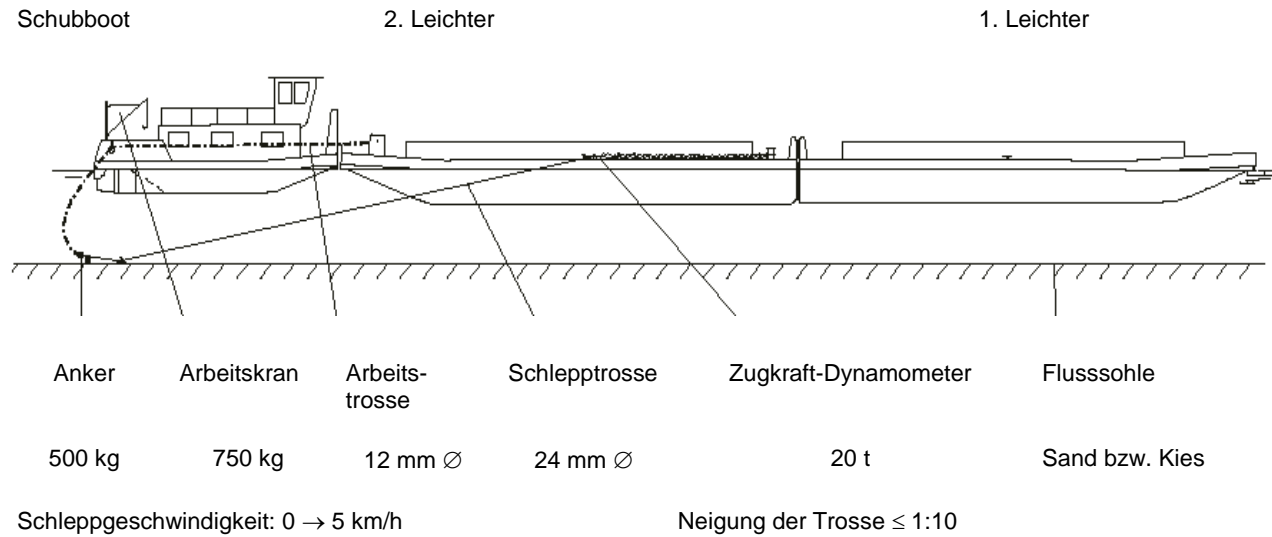 Schubboot 2. Leichter 1. Leichter
Anker Arbeitskran Arbeits- Schlepptrosse Zugkraft-Dynamometer Flusssohle
trosse
500 kg 750 kg 12 mm ∅ 24 mm ∅ 20 t Sand bzw. Kies
Schleppgeschwindigkeit: 0 → 5 km/h Neigung der Trosse ≤ 1:10